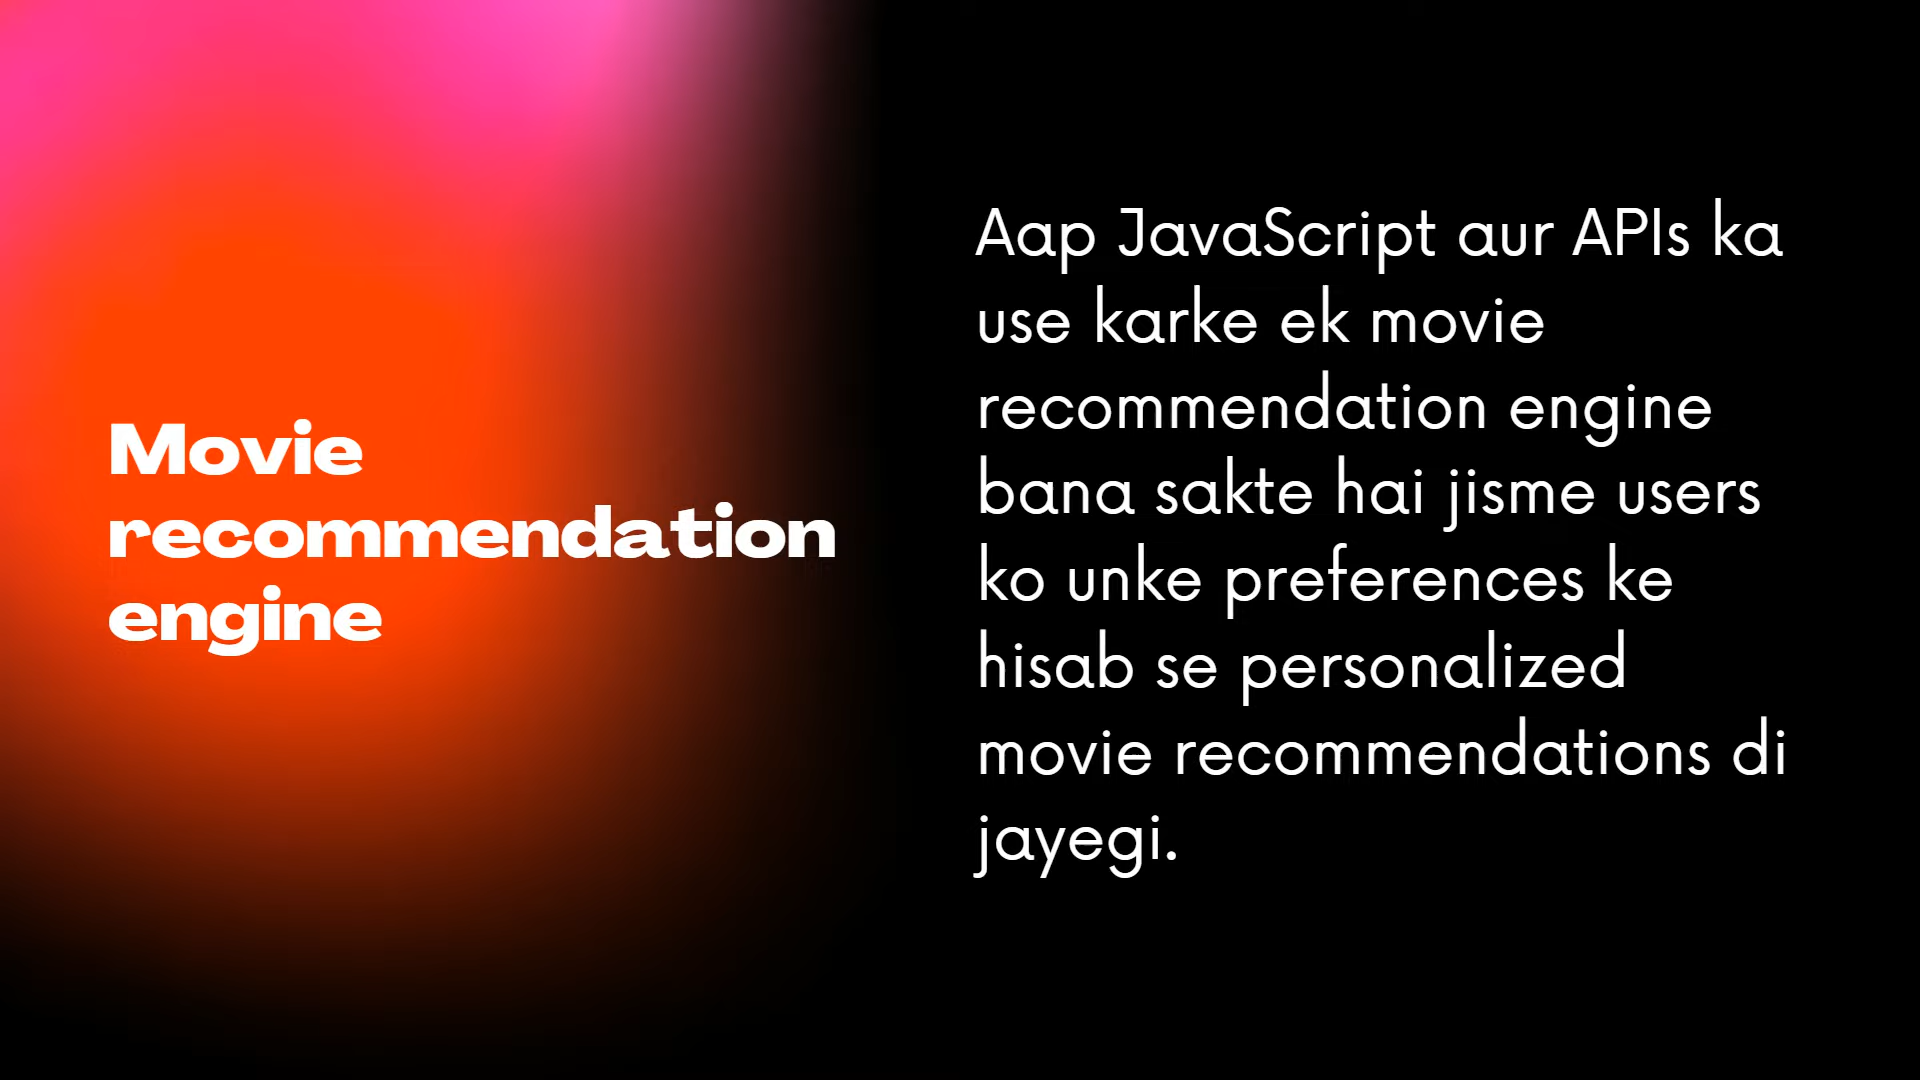 Movie
recommendation
engine
Aap JavaScript aur APIs ka
use karke ek movie
recommendation engine
bana sakte hai jisme users
ko unke preferences ke
hisab se personalized
movie recommendations di
jayegi.